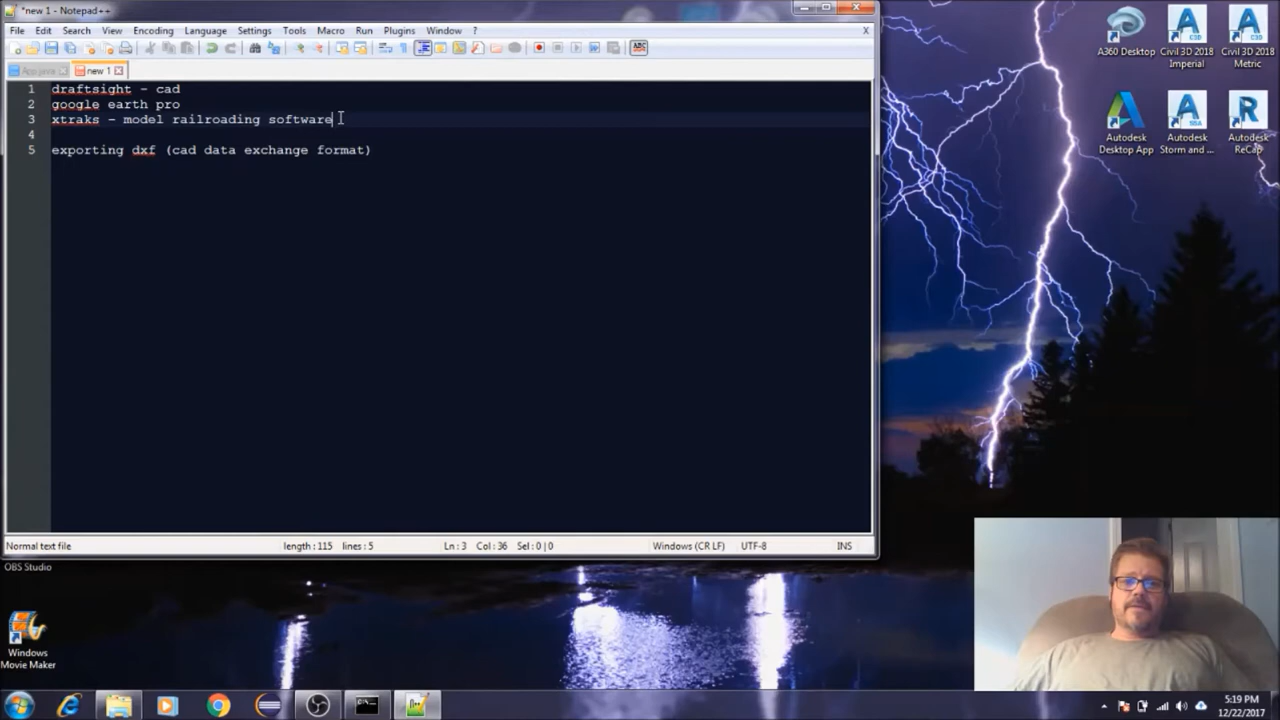 *new 1 - Notepad++
File Edit Search View Encoding Language Settings Tools Macro Run Plugins Window ? X
App.java new 1
1 draftsight - cad
2 google earth pro
3 xtraks - model railroading software
4
5 exporting dxf (cad data exchange format)
Normal text file length : 115 lines : 5 Ln : 3 Col : 36 Sel : 0 | 0 Windows (CR LF) UTF-8 INS
A360 Desktop
Civil 3D 2018 Imperial
Civil 3D 2018 Metric
Autodesk Desktop App
Autodesk Storm and ...
Autodesk ReCap
OBS Studio
Windows Movie Maker
5:19 PM
12/22/2017